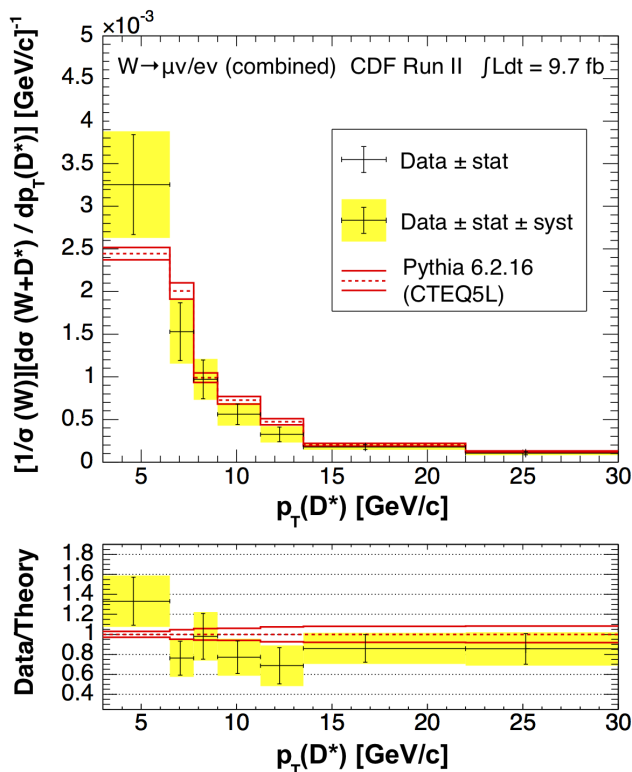 ×10⁻³
W→μν/eν (combined) CDF Run II ∫Ldt = 9.7 fb
[1/σ (W)][dσ (W+D*) / dp_T(D*)] [GeV/c]⁻¹
5
4.5
4
3.5
3
2.5
2
1.5
1
0.5
0
Data ± stat
Data ± stat ± syst
Pythia 6.2.16
(CTEQ5L)
5 10 15 20 25 30
p_T(D*) [GeV/c]
Data/Theory
1.8
1.6
1.4
1.2
1
0.8
0.6
0.4
5 10 15 20 25 30
p_T(D*) [GeV/c]